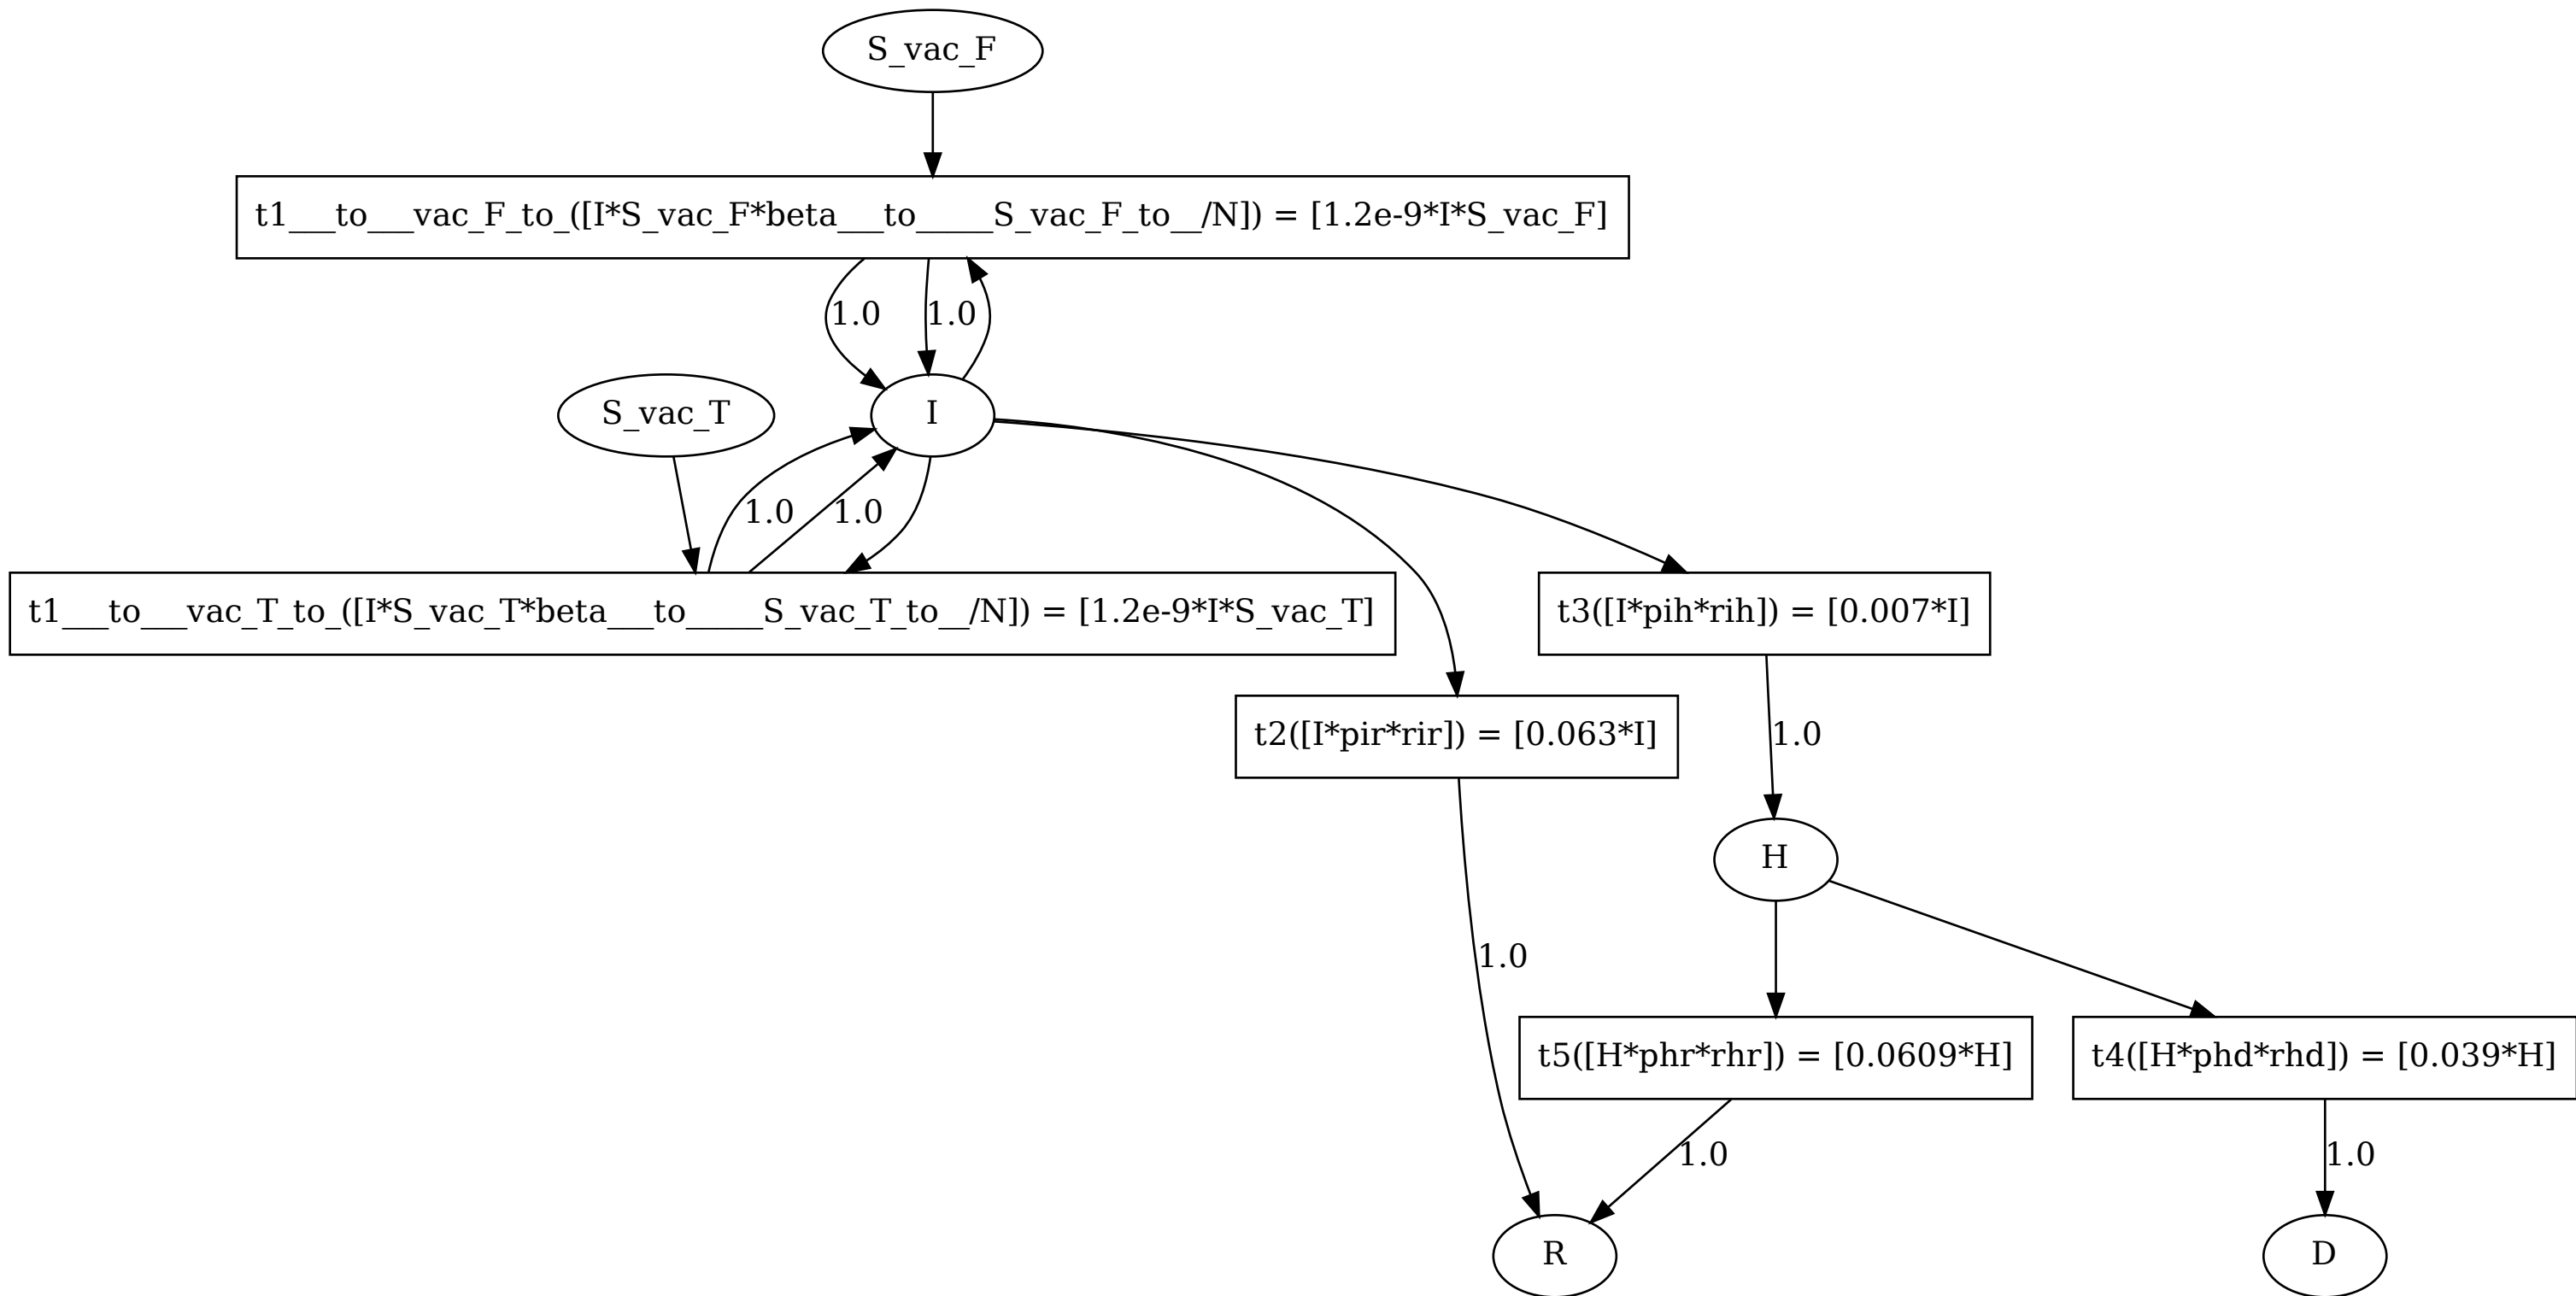 S_vac_F
t1___to___vac_F_to_([I*S_vac_F*beta___to_____S_vac_F_to__/N]) = [1.2e-9*I*S_vac_F]
1.0
1.0
S_vac_T
I
1.0
1.0
t1___to___vac_T_to_([I*S_vac_T*beta___to_____S_vac_T_to__/N]) = [1.2e-9*I*S_vac_T]
t3([I*pih*rih]) = [0.007*I]
t2([I*pir*rir]) = [0.063*I]
1.0
H
1.0
t5([H*phr*rhr]) = [0.0609*H]
t4([H*phd*rhd]) = [0.039*H]
1.0
1.0
R
D